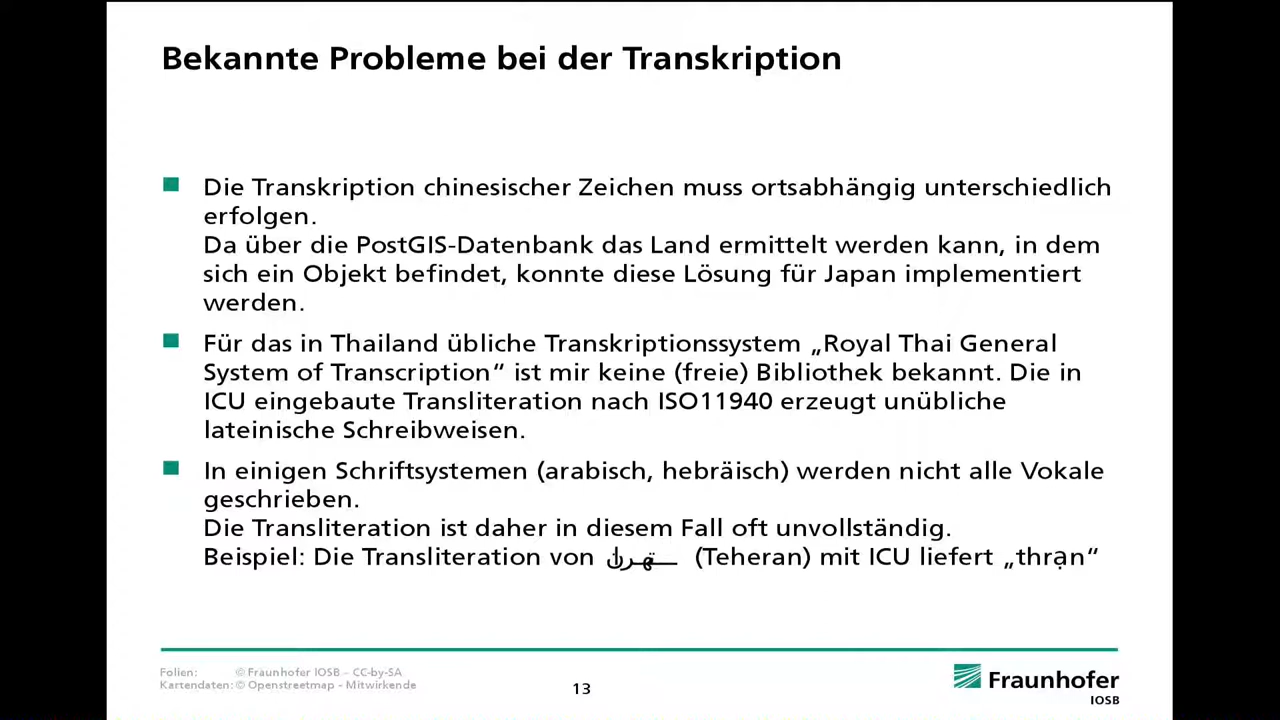 Bekannte Probleme bei der Transkription
Die Transkription chinesischer Zeichen muss ortsabhängig unterschiedlich
erfolgen.
Da über die PostGIS-Datenbank das Land ermittelt werden kann, in dem
sich ein Objekt befindet, konnte diese Lösung für Japan implementiert
werden.
Für das in Thailand übliche Transkriptionssystem „Royal Thai General
System of Transcription“ ist mir keine (freie) Bibliothek bekannt. Die in
ICU eingebaute Transliteration nach ISO11940 erzeugt unübliche
lateinische Schreibweisen.
In einigen Schriftsystemen (arabisch, hebräisch) werden nicht alle Vokale
geschrieben.
Die Transliteration ist daher in diesem Fall oft unvollständig.
Beispiel: Die Transliteration von تهران (Teheran) mit ICU liefert „thrạn“
Folien: © Fraunhofer IOSB – CC-by-SA
Kartendaten: © Openstreetmap - Mitwirkende
13
Fraunhofer
IOSB